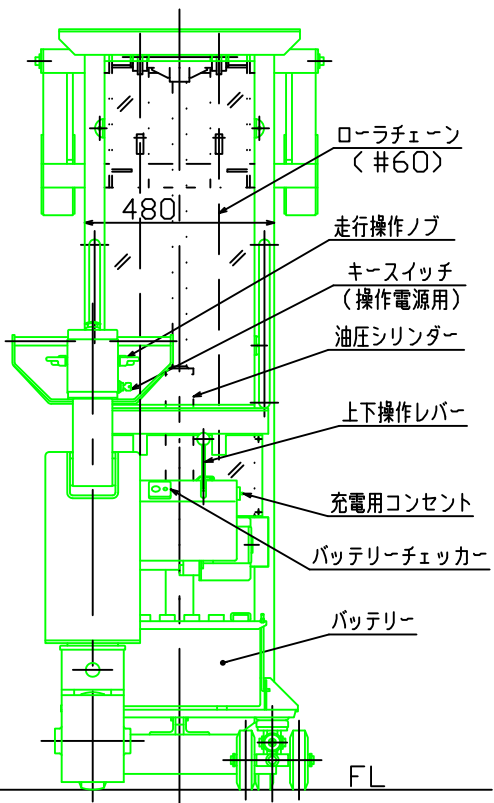 ローラチェーン
(#60)
480
走行操作ノブ
キースイッチ
(操作電源用)
油圧シリンダー
上下操作レバー
充電用コンセント
バッテリーチェッカー
バッテリー
FL